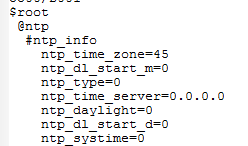 $root
@ntp
#ntp_info
ntp_time_zone=45
ntp_dl_start_m=0
ntp_type=0
ntp_time_server=0.0.0.0
ntp_daylight=0
ntp_dl_start_d=0
ntp_systime=0